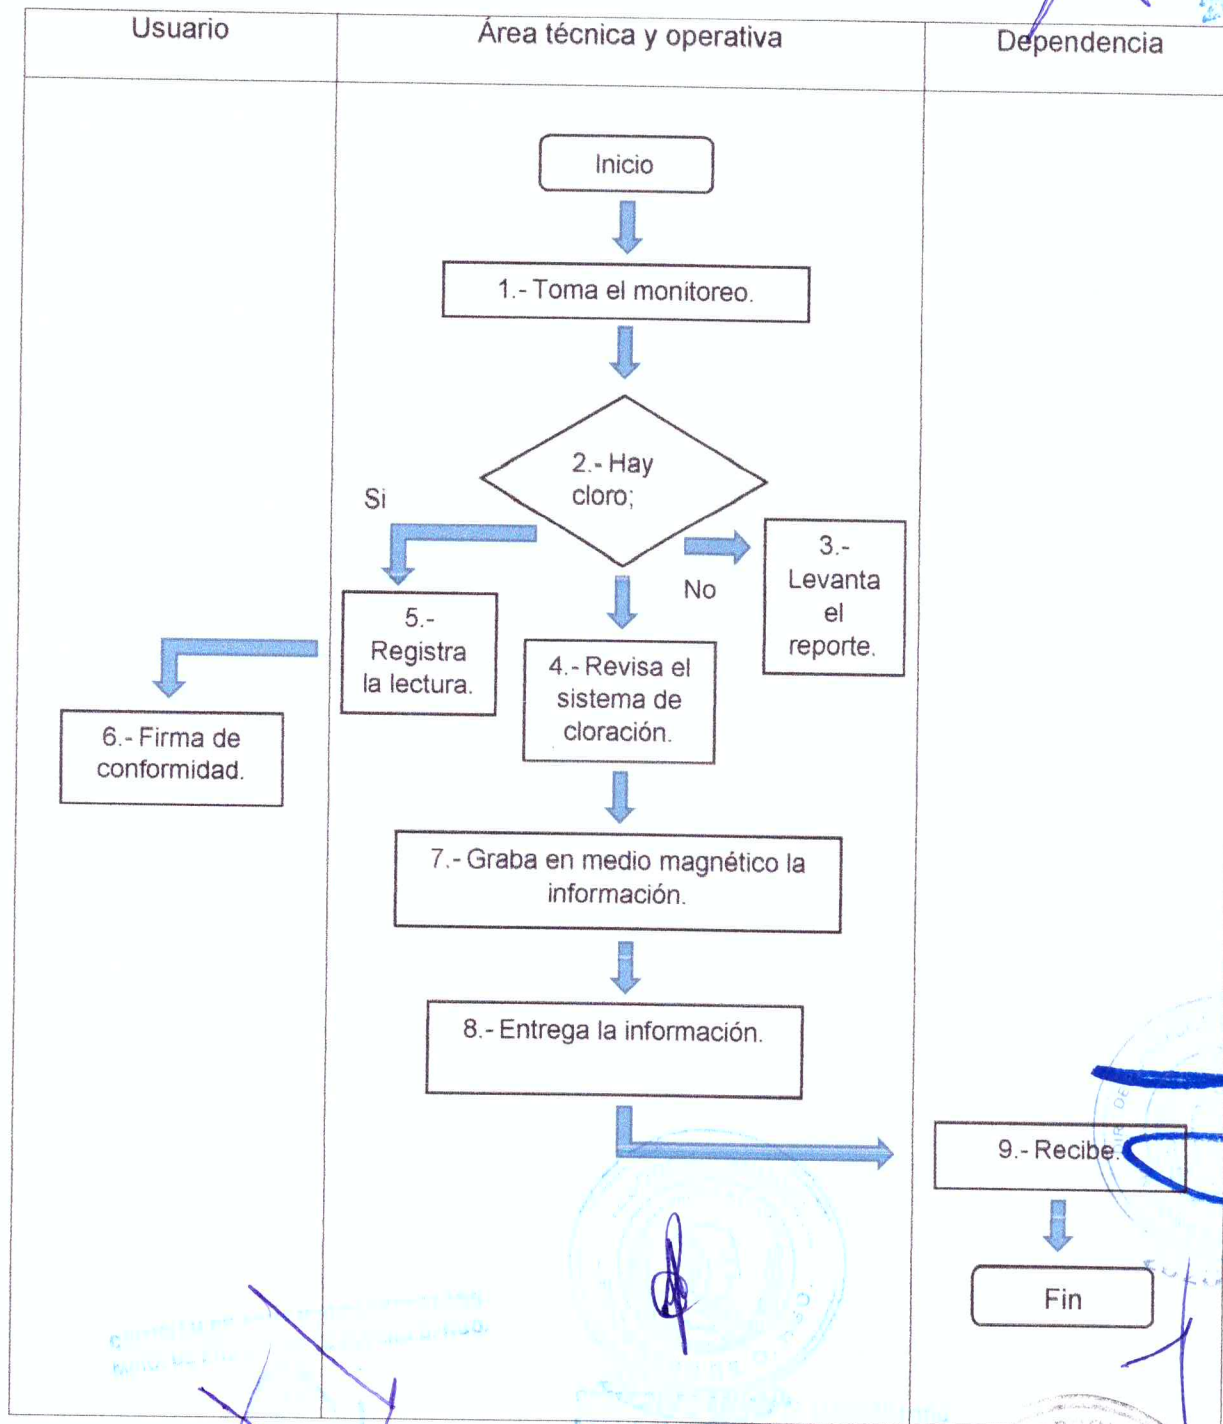 Usuario
Área técnica y operativa
Dependencia
Inicio
1.- Toma el monitoreo.
2.- Hay
cloro;
Si
No
3.-
Levanta
el
reporte.
5.-
Registra
la lectura.
4.- Revisa el
sistema de
cloración.
6.- Firma de
conformidad.
7.- Graba en medio magnético la
información.
8.- Entrega la información.
9.- Recibe.
Fin